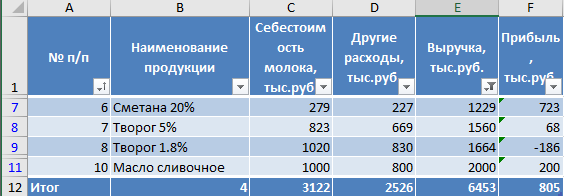 A B C D E F
1 № п/п Наименование продукции Себестоимость молока, тыс.руб Другие расходы, тыс.руб Выручка, тыс.руб. Прибыль, тыс.руб
7 6 Сметана 20% 279 227 1229 723
8 7 Творог 5% 823 669 1560 68
9 8 Творог 1.8% 1020 830 1664 -186
11 10 Масло сливочное 1000 800 2000 200
12 Итог 4 3122 2526 6453 805